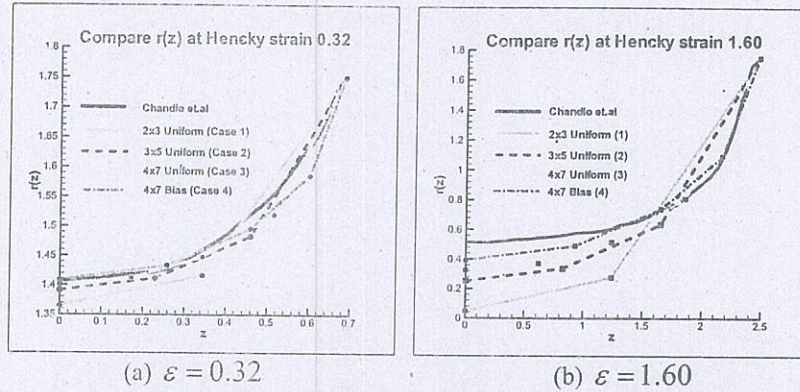 Compare r(z) at Hencky strain 0.32
1.8
1.75
1.7
1.65
1.6
1.55
1.5
1.45
1.4
1.35
r(z)
Chandio et.al
2x3 Uniform (Case 1)
3x5 Uniform (Case 2)
4x7 Uniform (Case 3)
4x7 Bias (Case 4)
0 0.1 0.2 0.3 0.4 0.5 0.6 0.7
z
(a) ε = 0.32
Compare r(z) at Hencky strain 1.60
1.8
1.6
1.4
1.2
1
0.8
0.6
0.4
0.2
0
r(z)
Chandio et.al
2x3 Uniform (1)
3x5 Uniform (2)
4x7 Uniform (3)
4x7 Bias (4)
0 0.5 1 1.5 2 2.5
z
(b) ε = 1.60